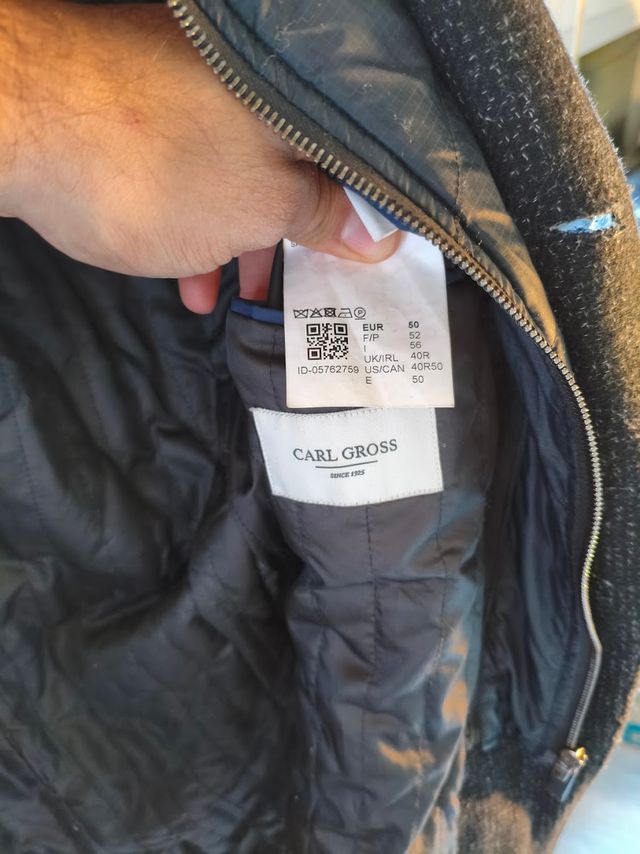 EUR 50
F/P 52
I 56
UK/IRL 40R
ID-05762759 US/CAN 40R50
E 50
CARL GROSS
SINCE 1925